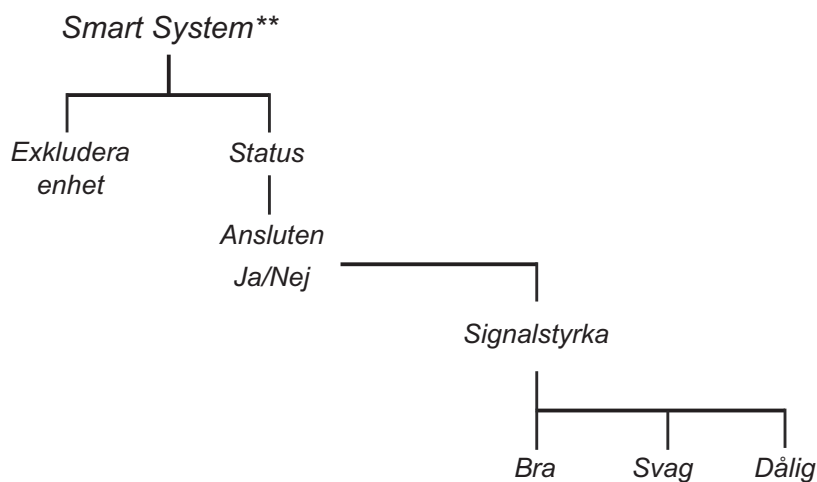 Smart System**
Exkludera
enhet
Status
Ansluten
Ja/Nej
Signalstyrka
Bra
Svag
Dålig